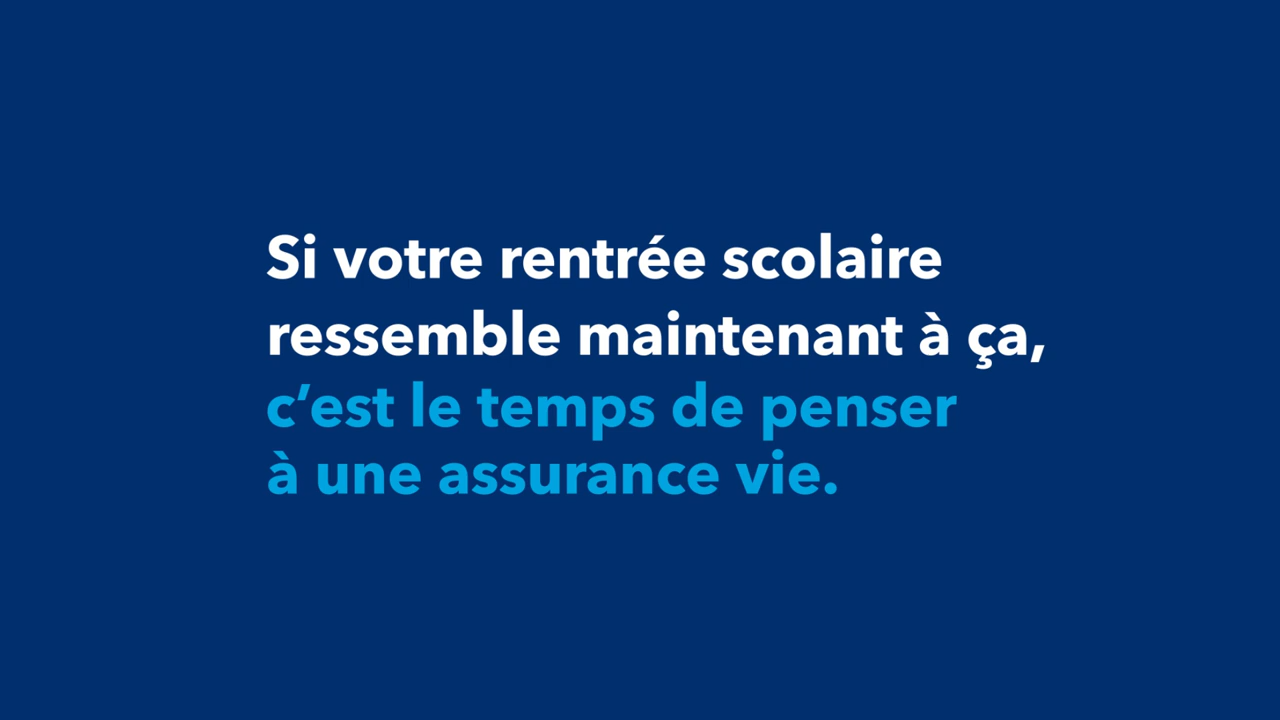 Si votre rentrée scolaire
ressemble maintenant à ça,
c’est le temps de penser
à une assurance vie.